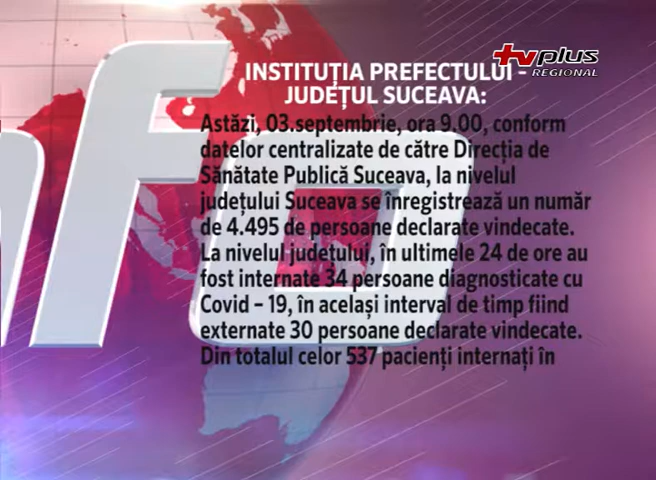 tvplus
REGIONAL
INSTITUȚIA PREFECTULUI –
JUDEȚUL SUCEAVA:
Astăzi, 03.septembrie, ora 9.00, conform
datelor centralizate de către Direcția de
Sănătate Publică Suceava, la nivelul
județului Suceava se înregistrează un număr
de 4.495 de persoane declarate vindecate.
La nivelul județului, în ultimele 24 de ore au
fost internate 34 persoane diagnosticate cu
Covid – 19, în același interval de timp fiind
externate 30 persoane declarate vindecate.
Din totalul celor 537 pacienți internați în